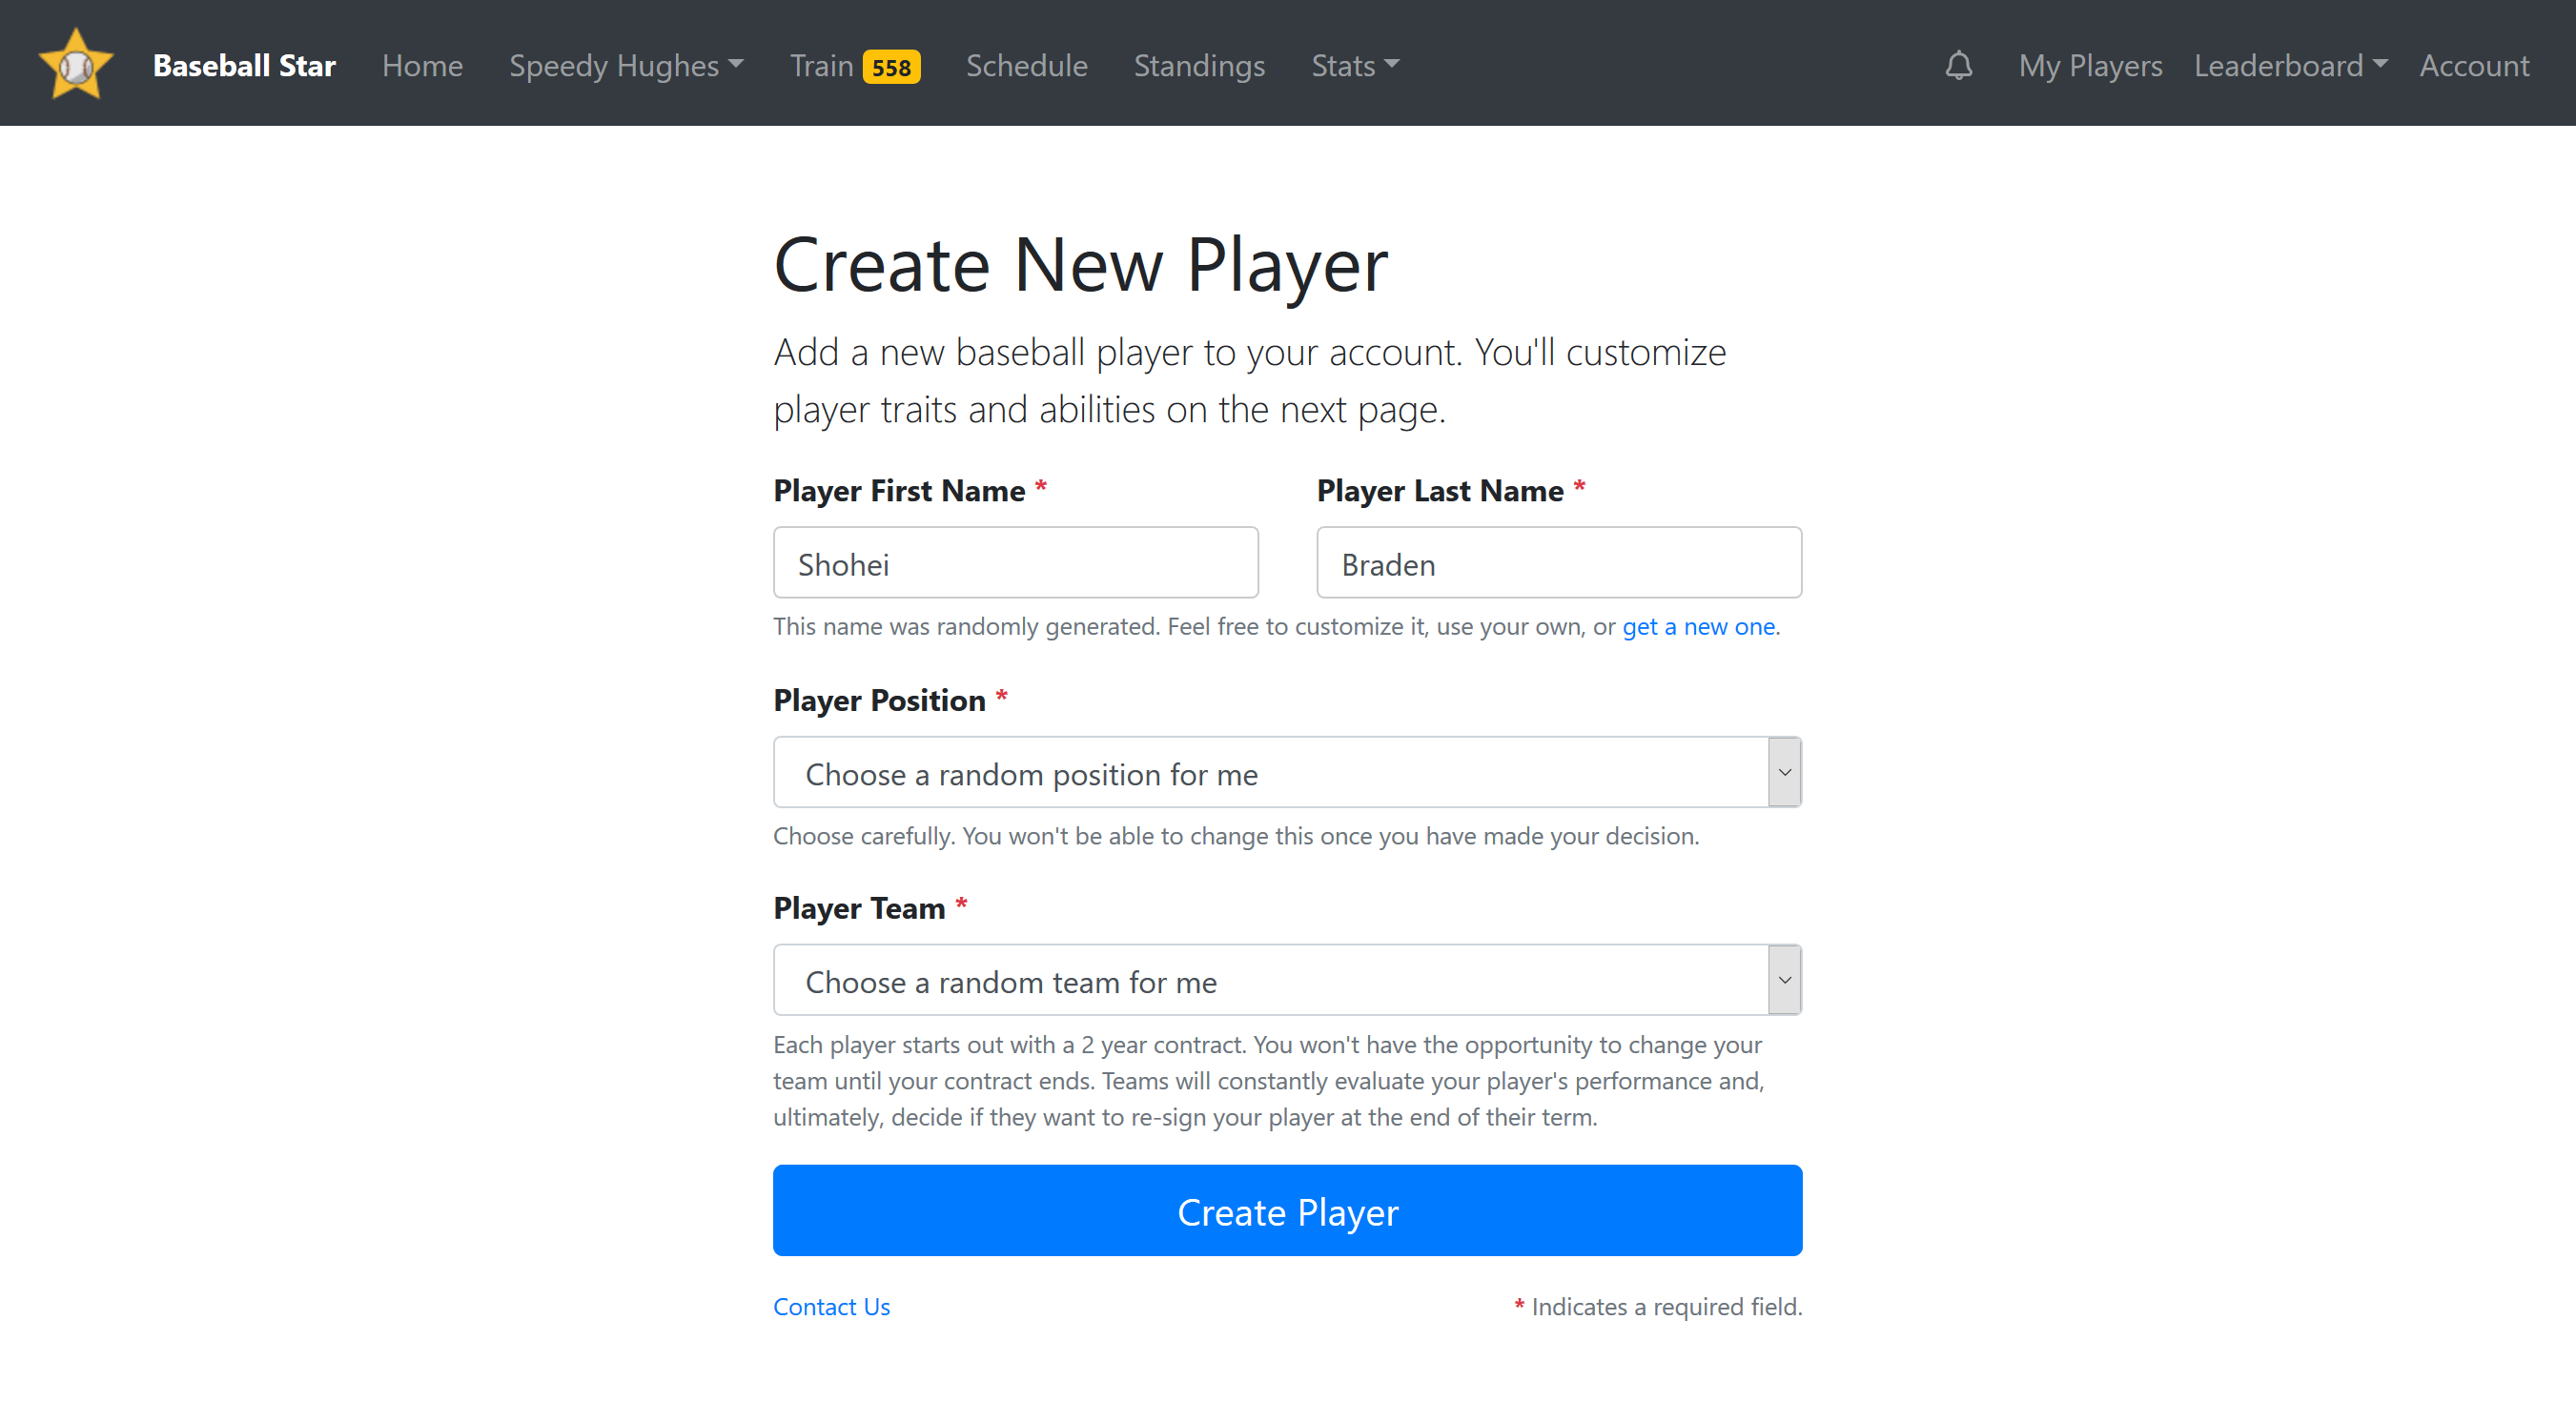 Baseball Star Home Speedy Hughes Train 558 Schedule Standings Stats My Players Leaderboard Account
Create New Player
Add a new baseball player to your account. You'll customize
player traits and abilities on the next page.
Player First Name * Player Last Name *
Shohei Braden
This name was randomly generated. Feel free to customize it, use your own, or get a new one.
Player Position *
Choose a random position for me
Choose carefully. You won't be able to change this once you have made your decision.
Player Team *
Choose a random team for me
Each player starts out with a 2 year contract. You won't have the opportunity to change your
team until your contract ends. Teams will constantly evaluate your player's performance and,
ultimately, decide if they want to re-sign your player at the end of their term.
Create Player
Contact Us * Indicates a required field.